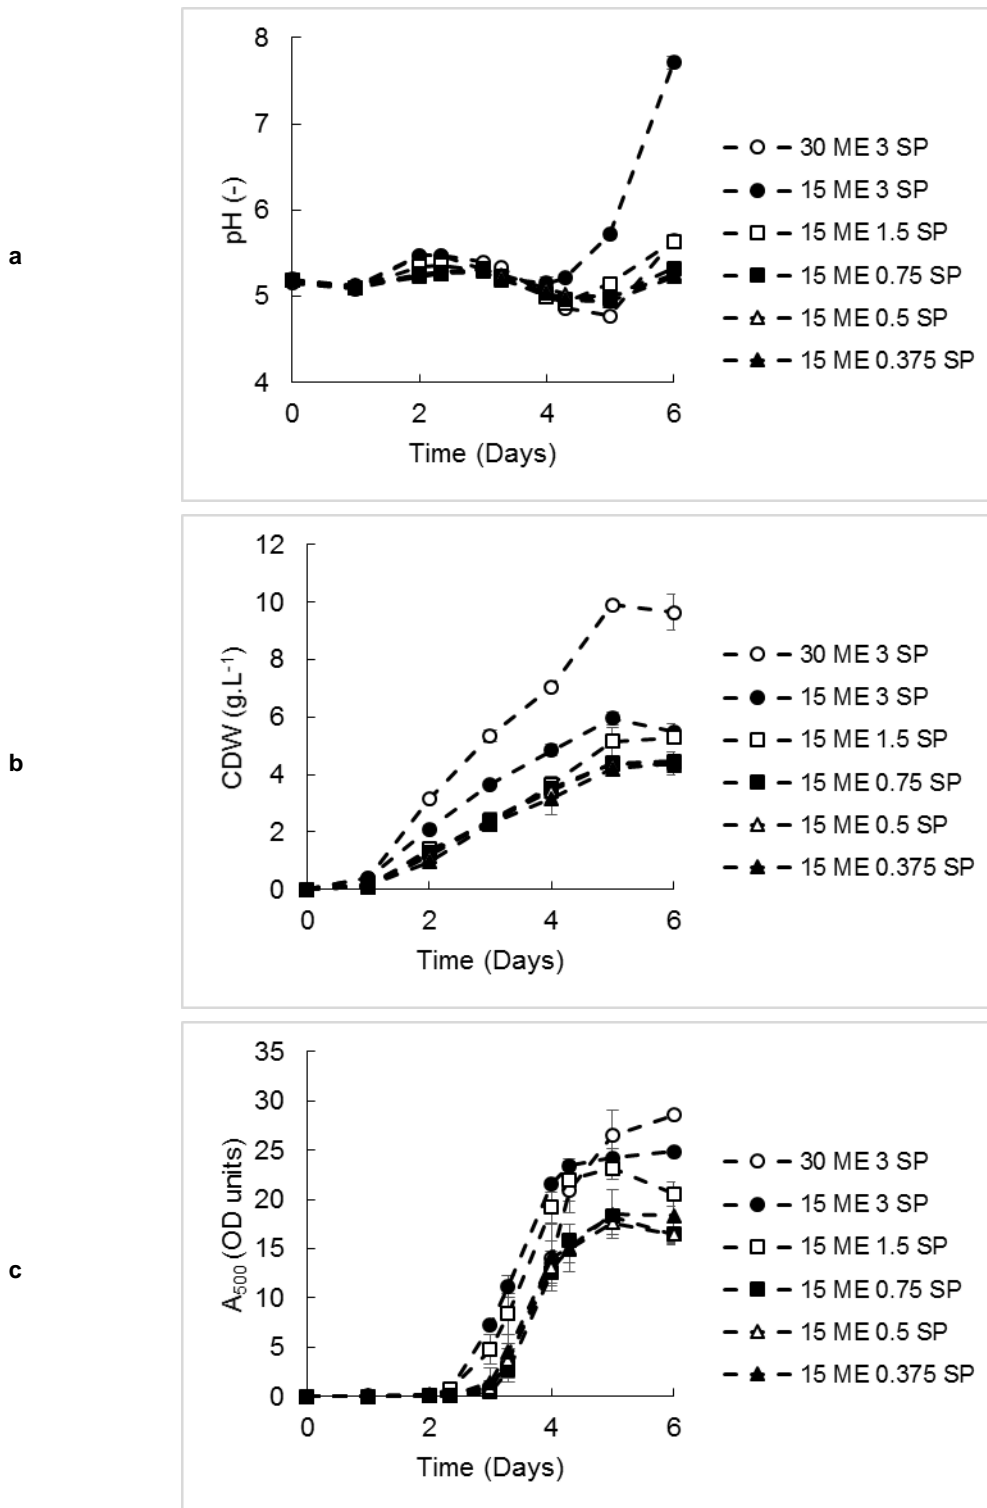 a
8
7
6
5
4
pH (-)
0 2 4 6
Time (Days)
30 ME 3 SP
15 ME 3 SP
15 ME 1.5 SP
15 ME 0.75 SP
15 ME 0.5 SP
15 ME 0.375 SP
b
12
10
8
6
4
2
0
CDW (g.L⁻¹)
0 2 4 6
Time (Days)
30 ME 3 SP
15 ME 3 SP
15 ME 1.5 SP
15 ME 0.75 SP
15 ME 0.5 SP
15 ME 0.375 SP
c
35
30
25
20
15
10
5
0
A₅₀₀ (OD units)
0 2 4 6
Time (Days)
30 ME 3 SP
15 ME 3 SP
15 ME 1.5 SP
15 ME 0.75 SP
15 ME 0.5 SP
15 ME 0.375 SP